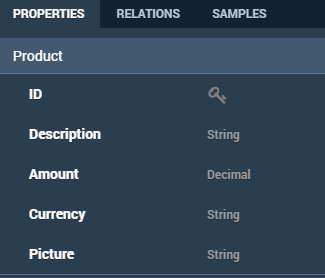 PROPERTIES RELATIONS SAMPLES
Product
ID
Description String
Amount Decimal
Currency String
Picture String